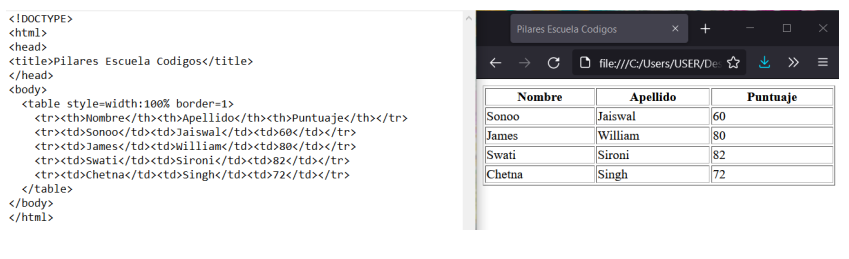 <!DOCTYPE>
<html>
<head>
<title>Pilares Escuela Codigos</title>
</head>
<body>
<table style=width:100% border=1>
<tr><th>Nombre</th><th>Apellido</th><th>Puntuaje</th></tr>
<tr><td>Sonoo</td><td>Jaiswal</td><td>60</td></tr>
<tr><td>James</td><td>William</td><td>80</td></tr>
<tr><td>Swati</td><td>Sironi</td><td>82</td></tr>
<tr><td>Chetna</td><td>Singh</td><td>72</td></tr>
</table>
</body>
</html>
Pilares Escuela Codigos
file:///C:/Users/USER/De
Nombre Apellido Puntuaje
Sonoo Jaiswal 60
James William 80
Swati Sironi 82
Chetna Singh 72